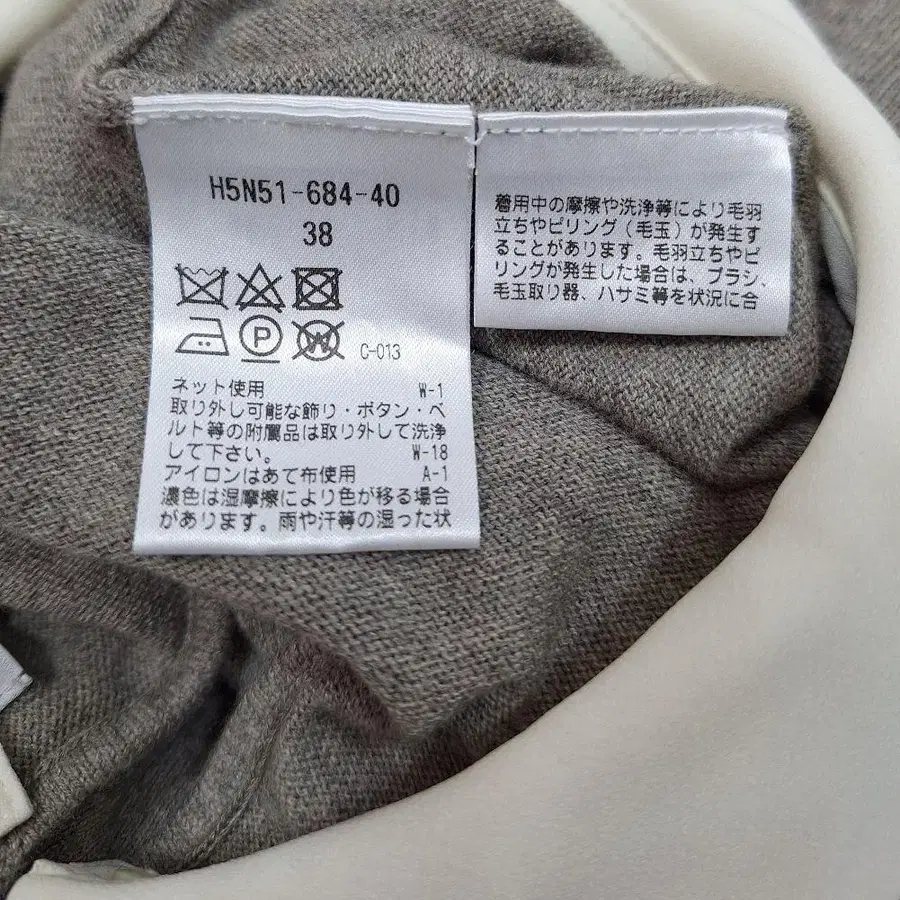 H5N51-684-40
38
C-013
ネット使用 W-1
取り外し可能な飾り・ボタン・ベ
ルト等の附属品は取り外して洗浄
して下さい。 W-18
アイロンはあて布使用 A-1
濃色は湿摩擦により色が移る場合
があります。雨や汗等の湿った状
着用中の摩擦や洗浄等により毛羽
立ちやピリング（毛玉）が発生す
ることがあります。毛羽立ちやピ
リングが発生した場合は、ブラシ、
毛玉取り器、ハサミ等を状況に合